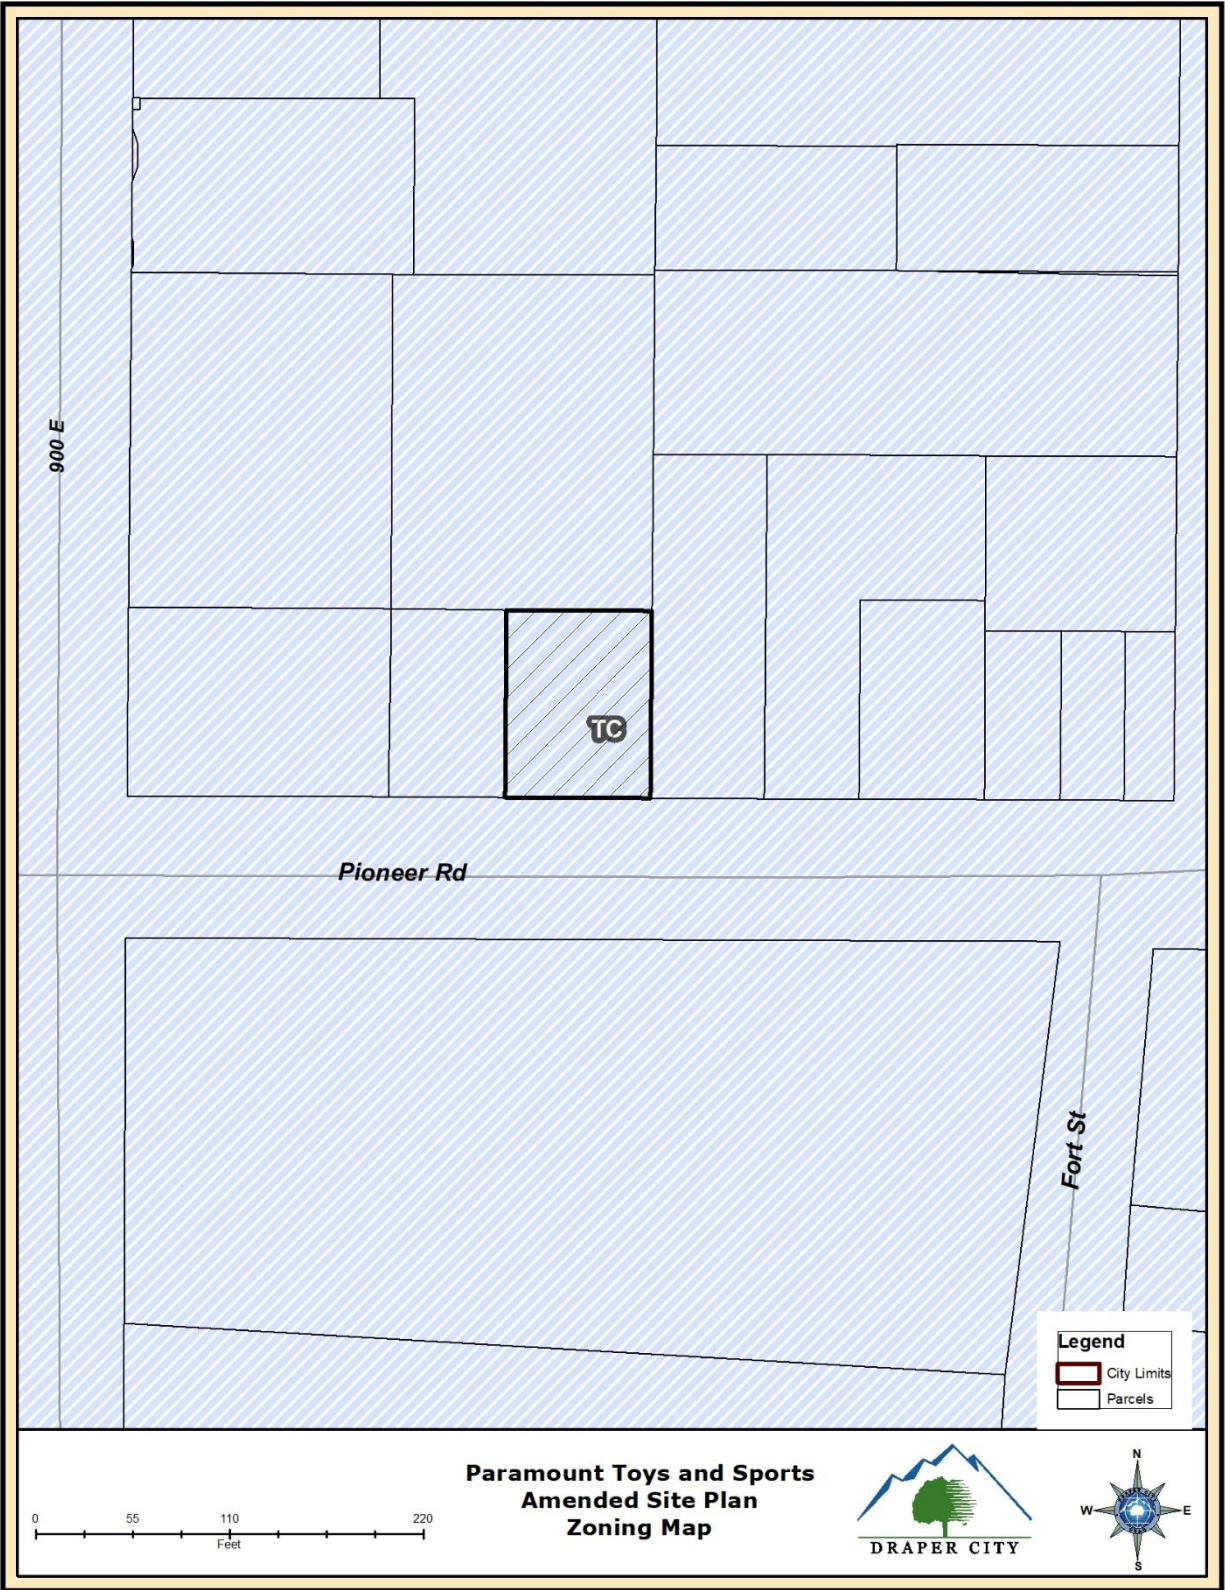 900 E
TC
Pioneer Rd
Fort St
Legend
City Limits
Parcels
Paramount Toys and Sports
Amended Site Plan
Zoning Map
0 55 110 220
Feet
DRAPER CITY
N
W E
S